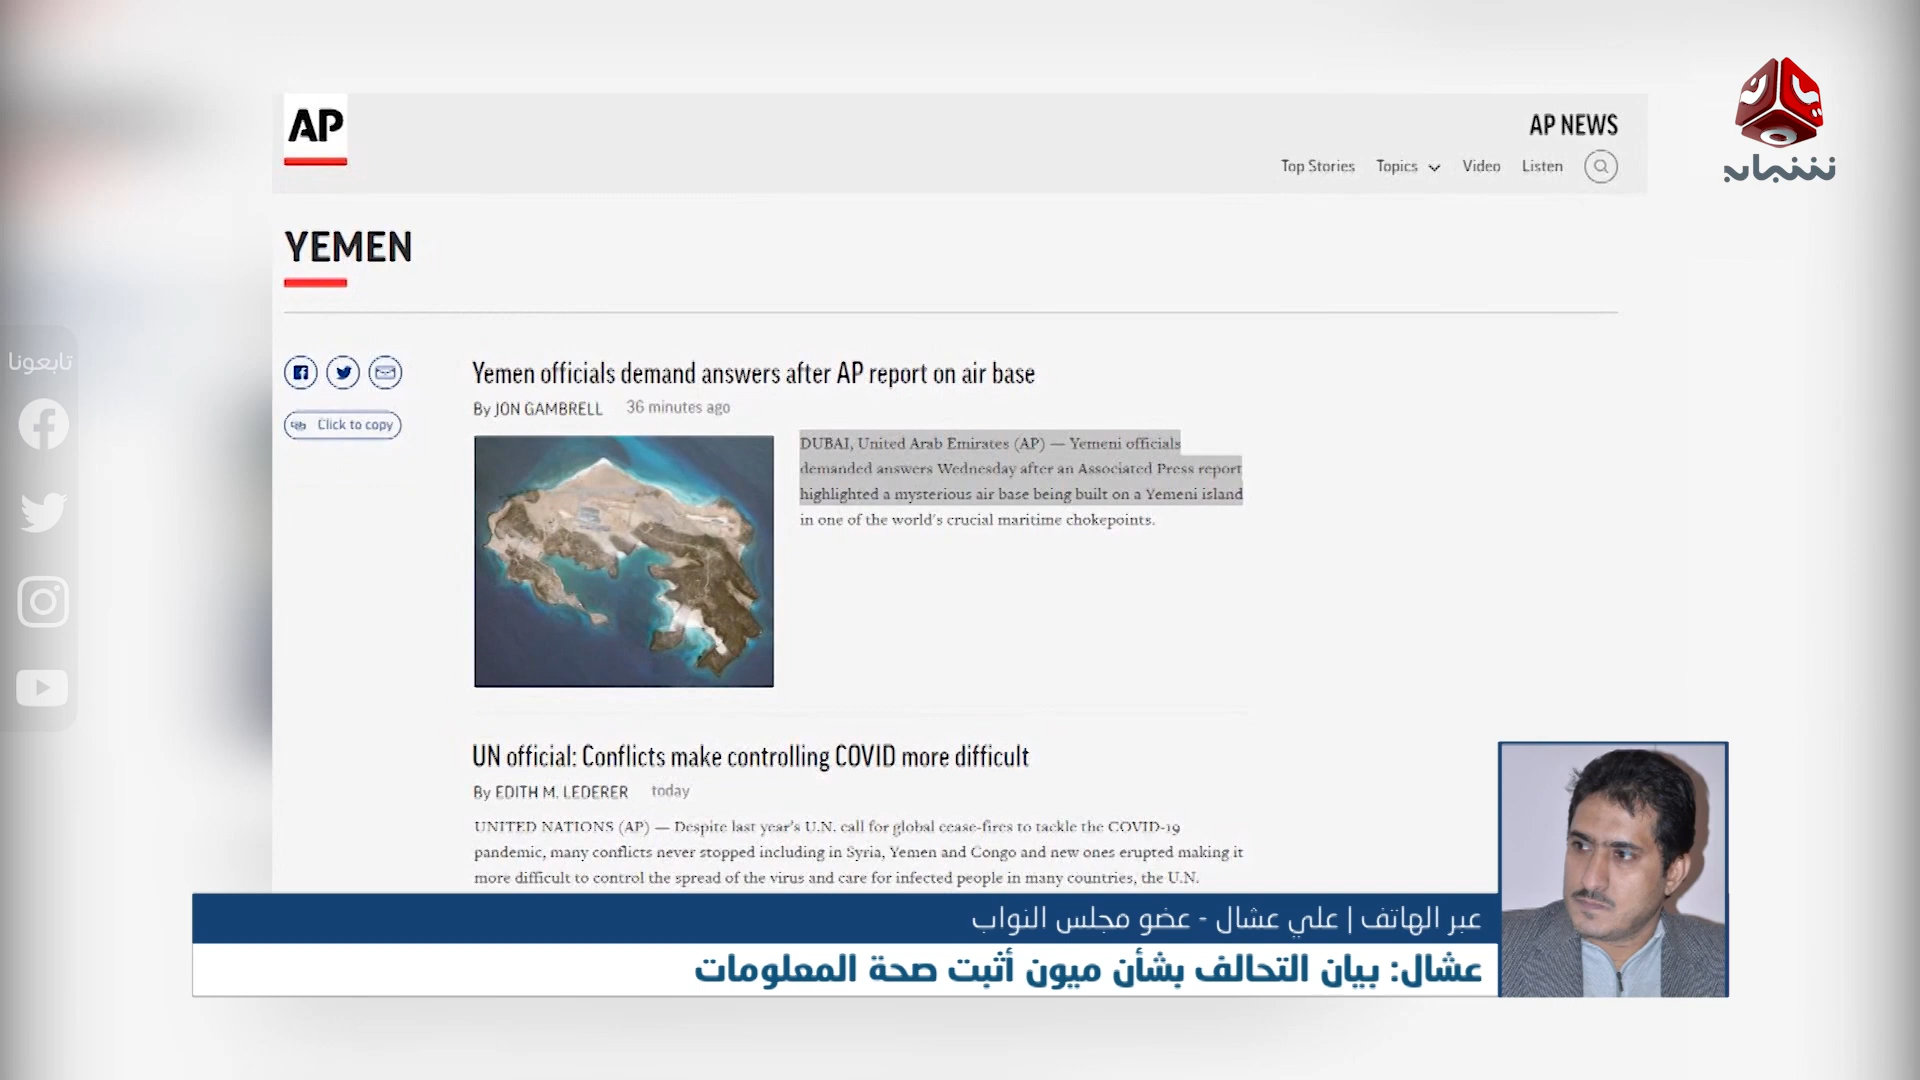 AP
AP NEWS
Top Stories Topics Video Listen
يمن
شباب
YEMEN
تابعونا
Click to copy
Yemen officials demand answers after AP report on air base
By JON GAMBRELL 36 minutes ago
DUBAI, United Arab Emirates (AP) — Yemeni officials
demanded answers Wednesday after an Associated Press report
highlighted a mysterious air base being built on a Yemeni island
in one of the world's crucial maritime chokepoints.
UN official: Conflicts make controlling COVID more difficult
By EDITH M. LEDERER today
UNITED NATIONS (AP) — Despite last year's U.N. call for global cease-fires to tackle the COVID-19
pandemic, many conflicts never stopped including in Syria, Yemen and Congo and new ones erupted making it
more difficult to control the spread of the virus and care for infected people in many countries, the U.N.
عبر الهاتف | علي عشال - عضو مجلس النواب
عشال: بيان التحالف بشأن ميون أثبت صحة المعلومات